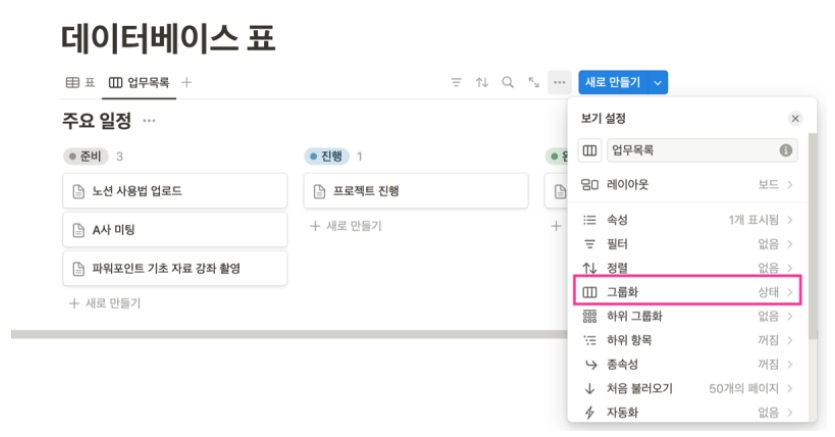 데이터베이스 표
표 업무목록
새로 만들기
주요 일정 ...
준비 3
노션 사용법 업로드
A사 미팅
파워포인트 기초 자료 강좌 촬영
+ 새로 만들기
진행 1
프로젝트 진행
+ 새로 만들기
보기 설정
업무목록
레이아웃 보드
속성 1개 표시됨
필터 없음
정렬 없음
그룹화 상태
하위 그룹화 없음
하위 항목 꺼짐
종속성 꺼짐
처음 불러오기 50개의 페이지
자동화 없음